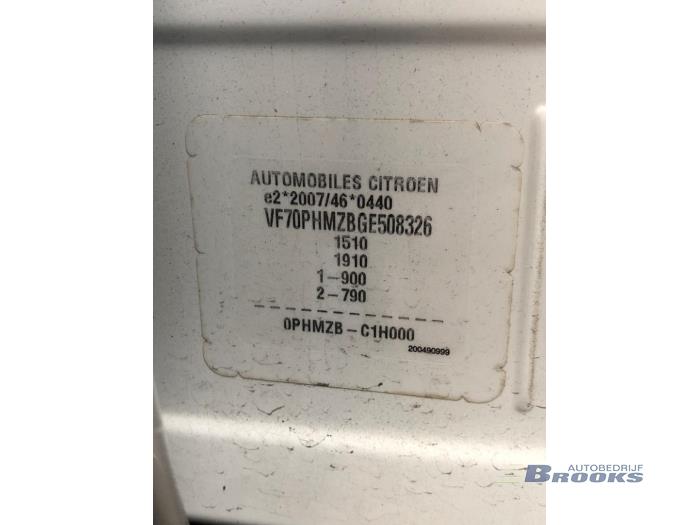 AUTOMOBILES CITROEN
e2*2007/46*0440
VF70PHMZBGE508326
1510
1910
1-900
2-790
0PHMZB-C1H000
200490999
AUTOBEDRIJF
BROOKS